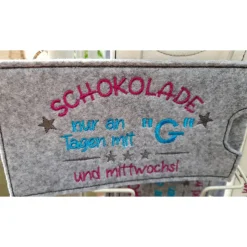 SCHOKOLADE
nur an
Tagen mit "G"
und mittwochs!